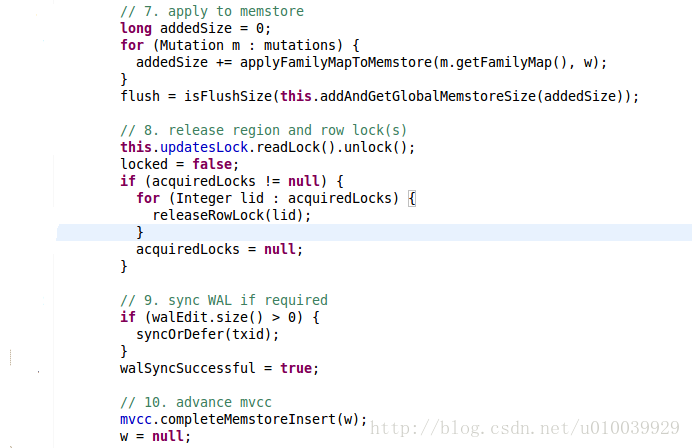 // 7. apply to memstore
long addedSize = 0;
for (Mutation m : mutations) {
addedSize += applyFamilyMapToMemstore(m.getFamilyMap(), w);
}
flush = isFlushSize(this.addAndGetGlobalMemstoreSize(addedSize));
// 8. release region and row lock(s)
this.updatesLock.readLock().unlock();
locked = false;
if (acquiredLocks != null) {
for (Integer lid : acquiredLocks) {
releaseRowLock(lid);
}
acquiredLocks = null;
}
// 9. sync WAL if required
if (walEdit.size() > 0) {
syncOrDefer(txid);
}
walSyncSuccessful = true;
// 10. advance mvcc
mvcc.completeMemstoreInsert(w);
w = null;
http://blog.csdn.net/u010039929